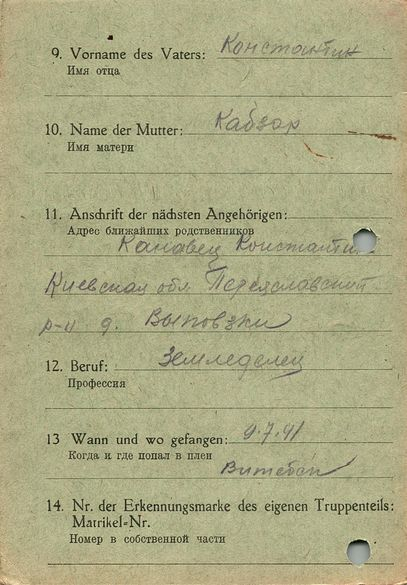 9. Vorname des Vaters: Константин
Имя отца
10. Name der Mutter: Кабзар
Имя матери
11. Anschrift der nächsten Angehörigen:
Адрес ближайших родственников
Канавец Константин
Киевская обл Переяславский
р-н д. Выповзки
12. Beruf: Земледелец
Профессия
13 Wann und wo gefangen: 9.7.41
Когда и где попал в плен
Витебск
14. Nr. der Erkennungsmarke des eigenen Truppenteils:
Matrikel-Nr.
Номер в собственной части